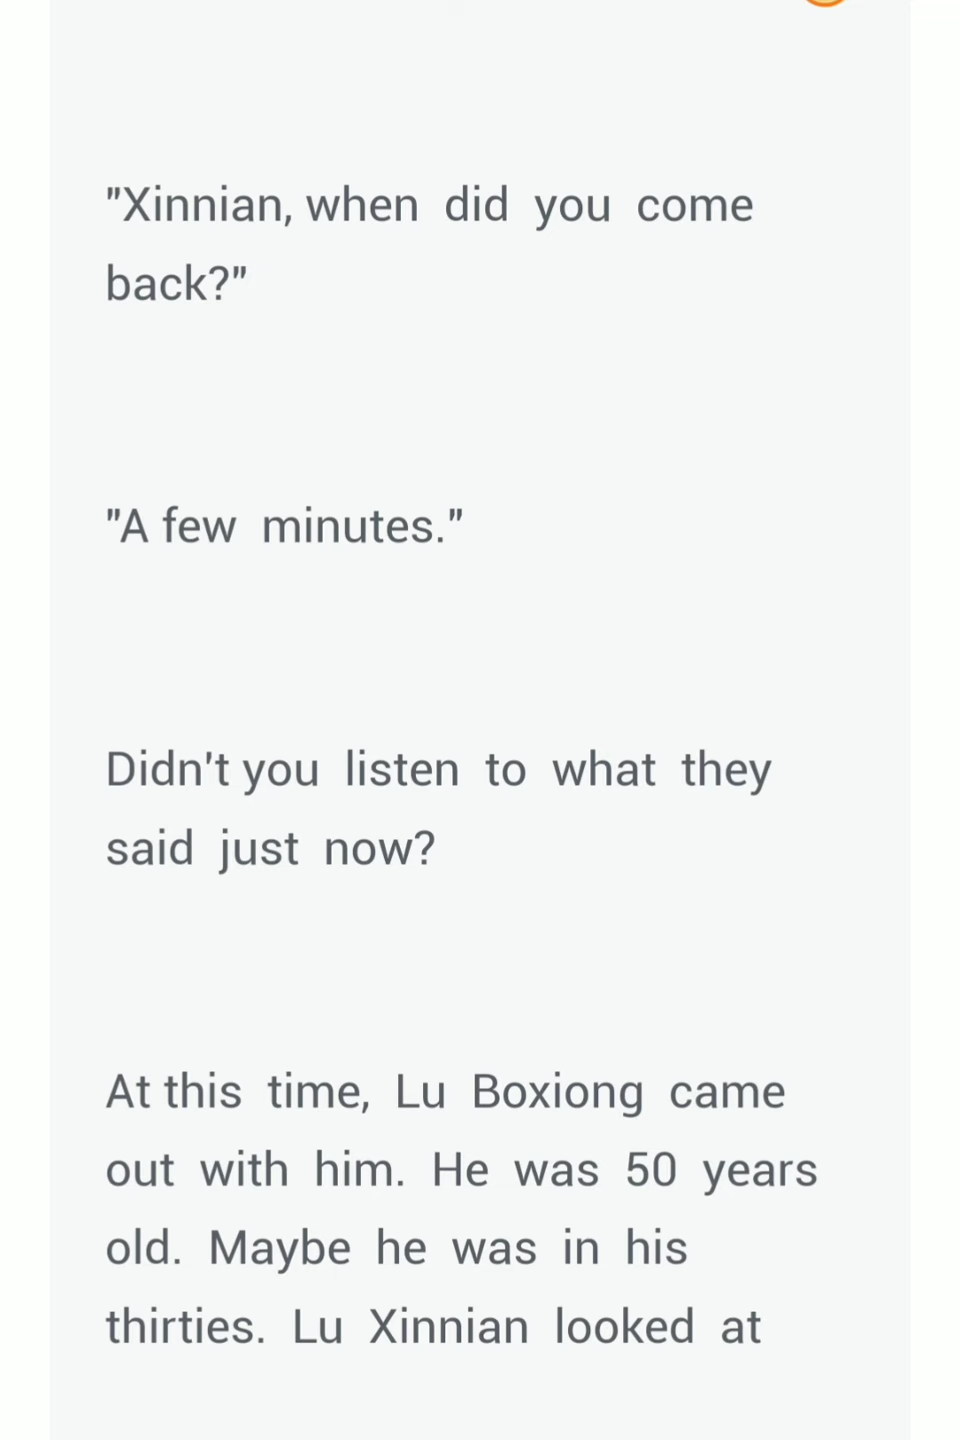 "Xinnian, when did you come
back?"
"A few minutes."
Didn't you listen to what they
said just now?
At this time, Lu Boxiong came
out with him. He was 50 years
old. Maybe he was in his
thirties. Lu Xinnian looked at